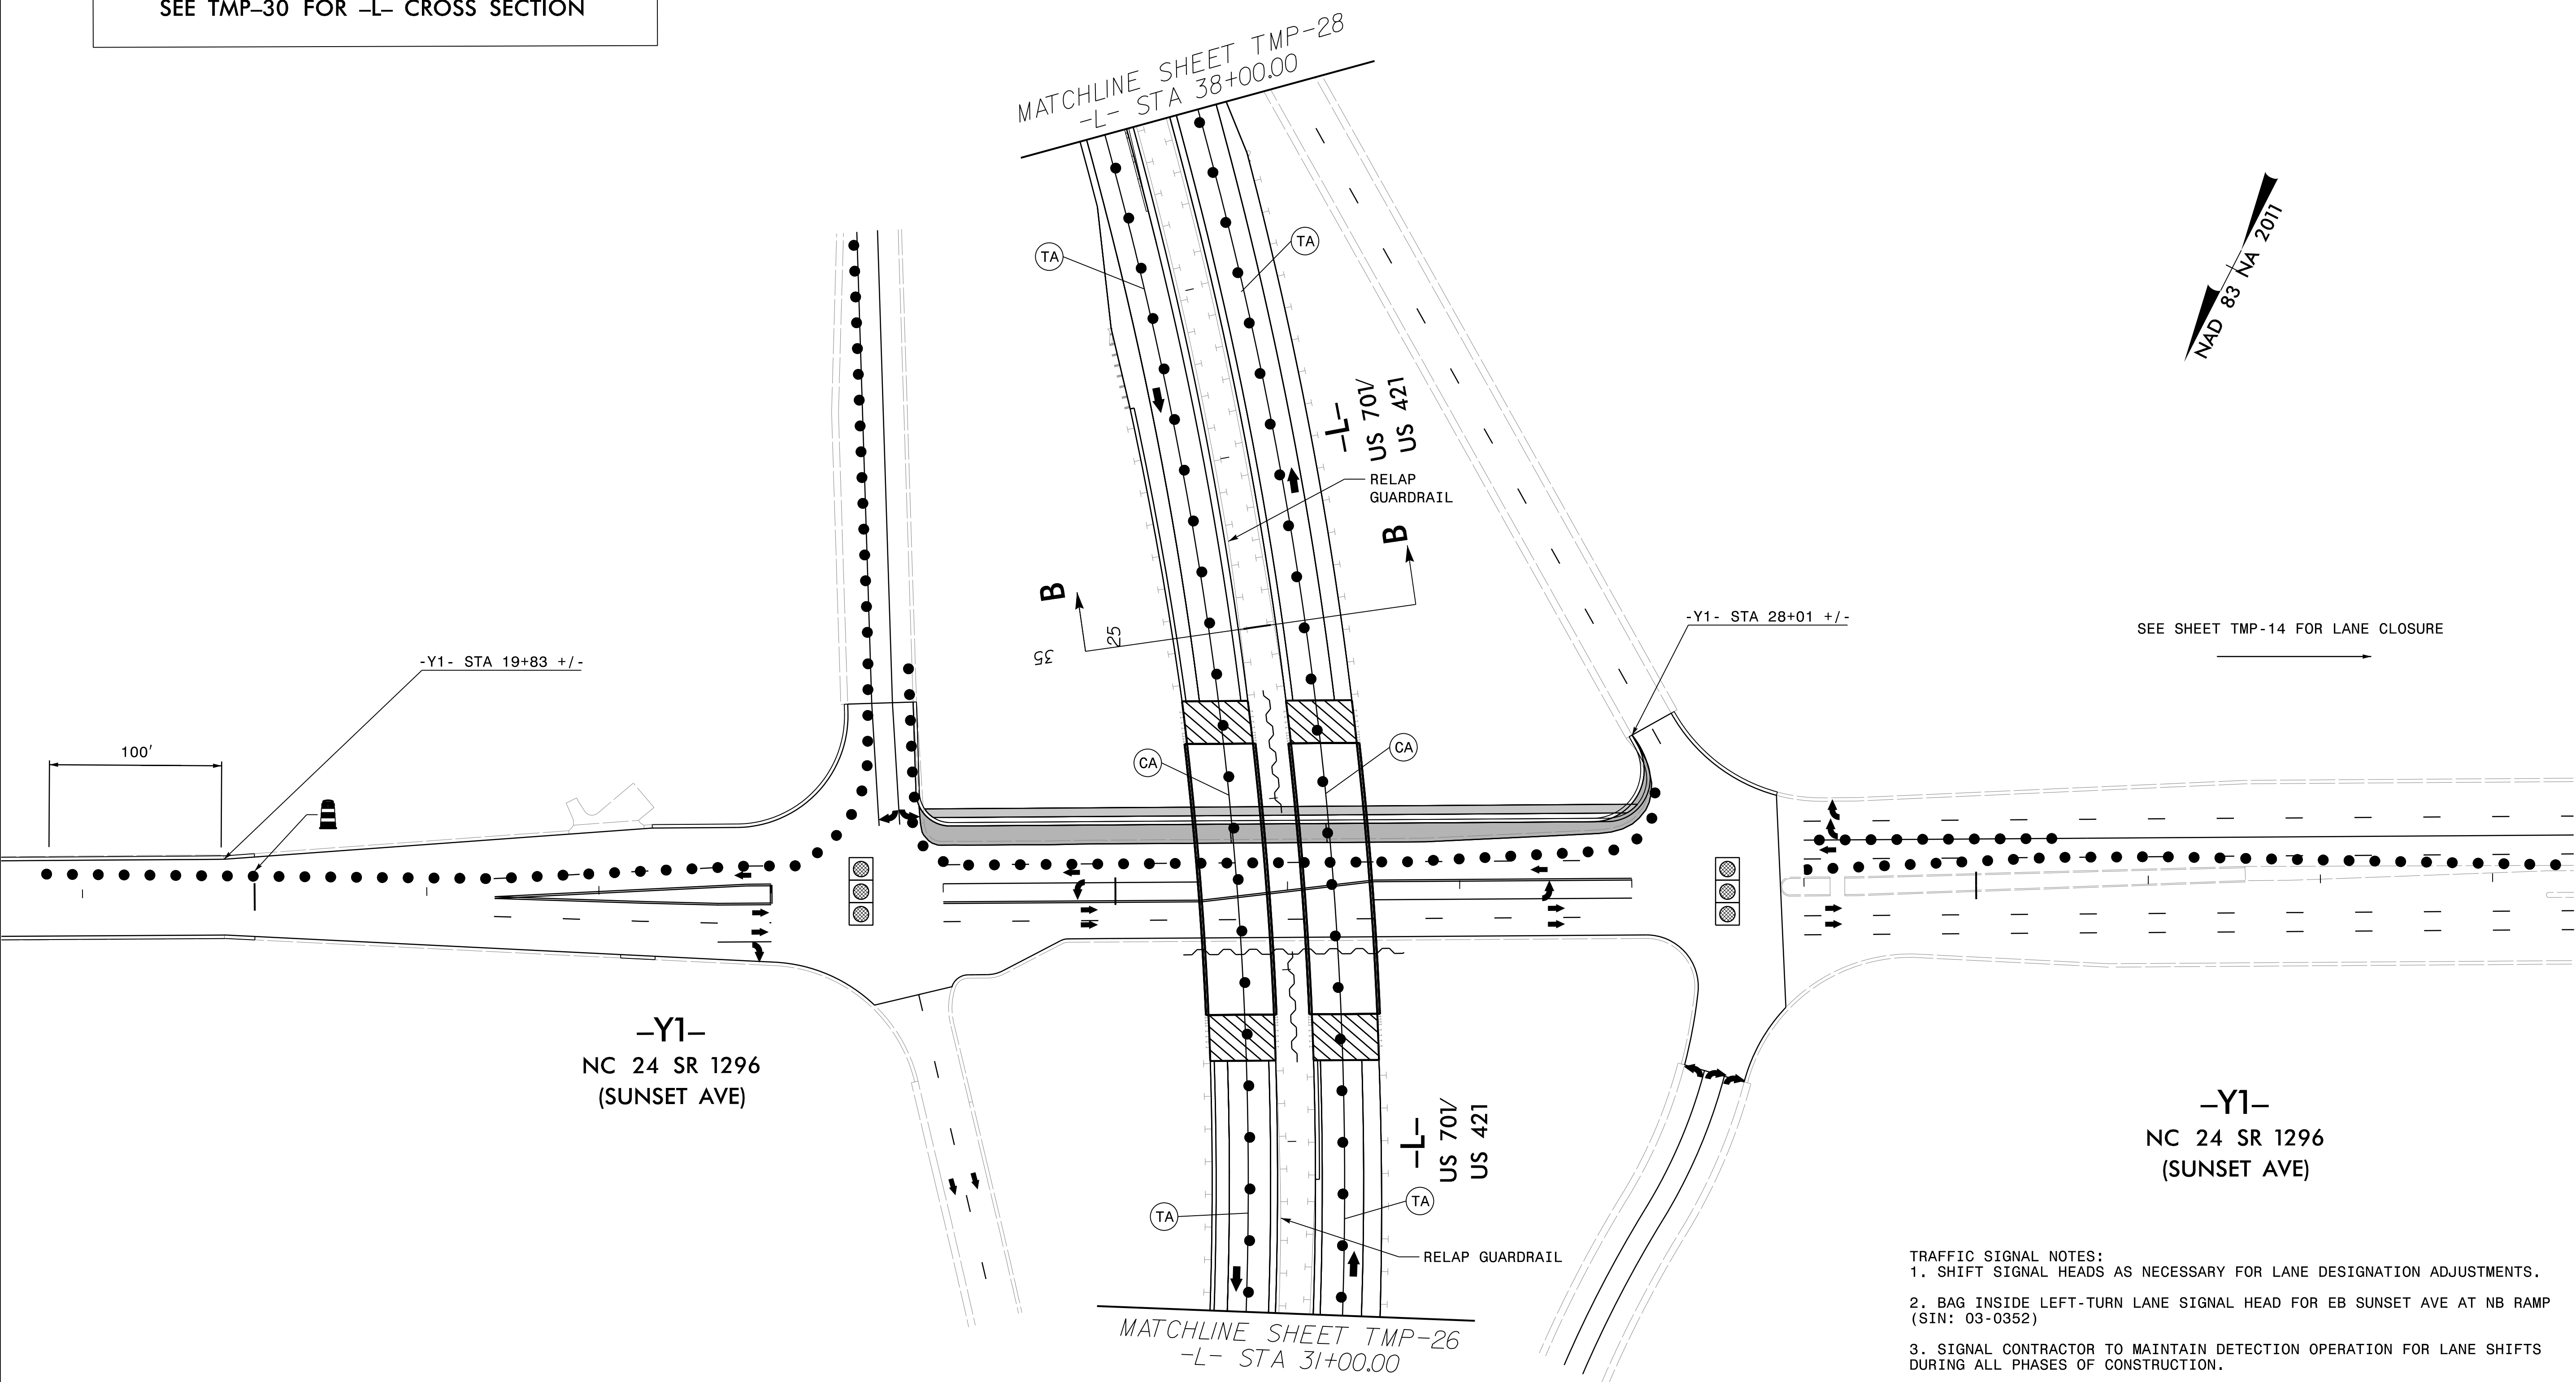 SEE TMP–30 FOR –L– CROSS SECTION
MATCHLINE SHEET TMP-28
-L- STA 38+00.00
NAD 83 NA 2011
TA
TA
-L-
US 701/
US 421
RELAP
GUARDRAIL
B
B
25
35
-Y1- STA 28+01 +/-
SEE SHEET TMP-14 FOR LANE CLOSURE
-Y1- STA 19+83 +/-
100'
CA
CA
–Y1–
NC 24 SR 1296
(SUNSET AVE)
–Y1–
NC 24 SR 1296
(SUNSET AVE)
-L-
US 701/
US 421
TA
TA
RELAP GUARDRAIL
MATCHLINE SHEET TMP-26
-L- STA 31+00.00
TRAFFIC SIGNAL NOTES:
1. SHIFT SIGNAL HEADS AS NECESSARY FOR LANE DESIGNATION ADJUSTMENTS.
2. BAG INSIDE LEFT-TURN LANE SIGNAL HEAD FOR EB SUNSET AVE AT NB RAMP
(SIN: 03-0352)
3. SIGNAL CONTRACTOR TO MAINTAIN DETECTION OPERATION FOR LANE SHIFTS
DURING ALL PHASES OF CONSTRUCTION.